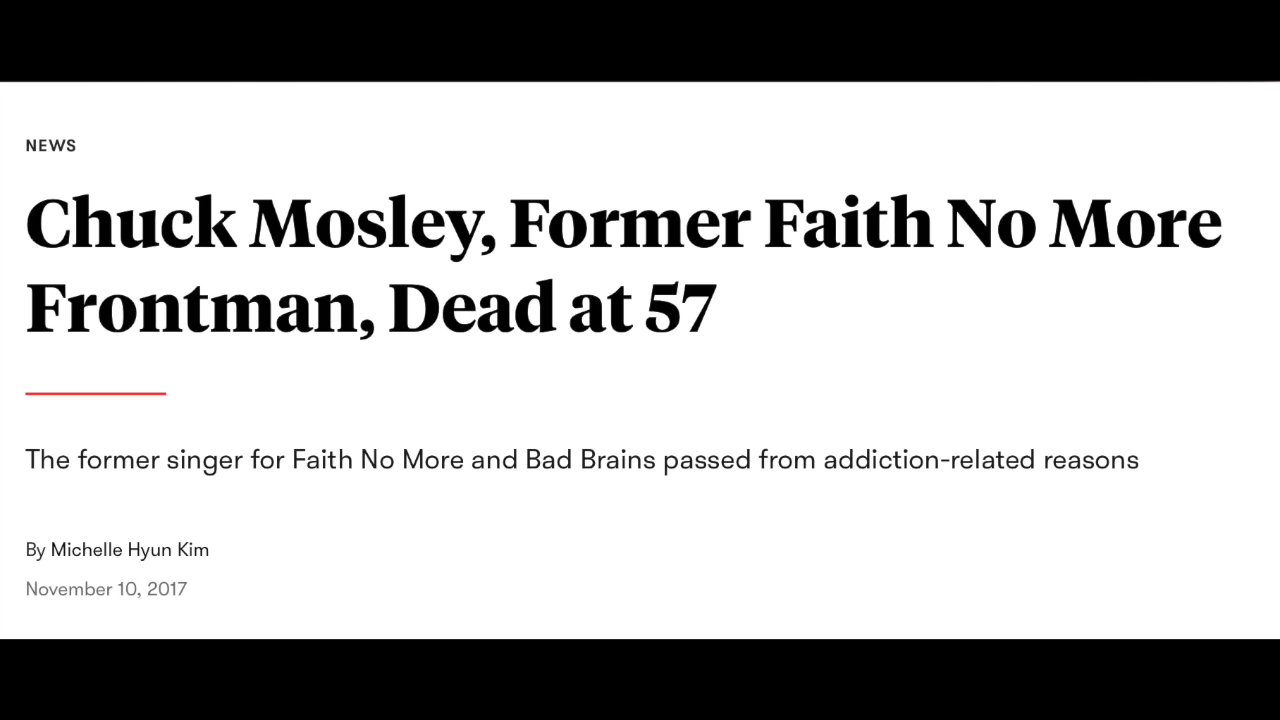 NEWS
Chuck Mosley, Former Faith No More
Frontman, Dead at 57
The former singer for Faith No More and Bad Brains passed from addiction-related reasons
By Michelle Hyun Kim
November 10, 2017